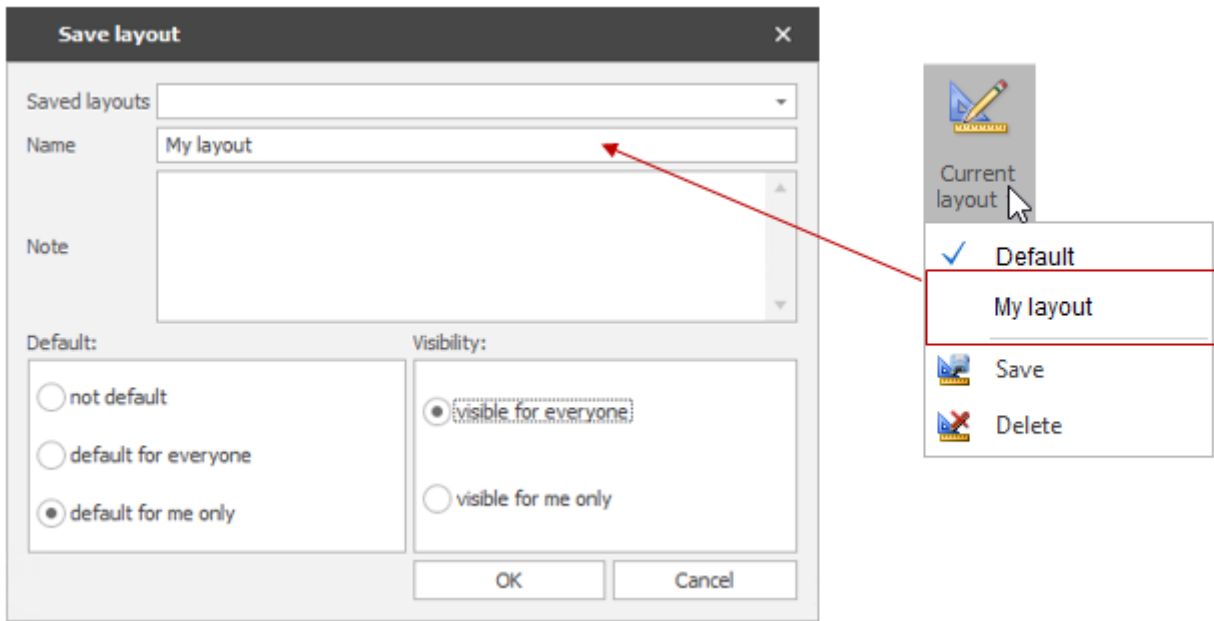 Save layout
Saved layouts
Name My layout
Note
Default: Visibility:
not default
default for everyone
default for me only
visible for everyone
visible for me only
OK Cancel
Current
layout
Default
My layout
Save
Delete